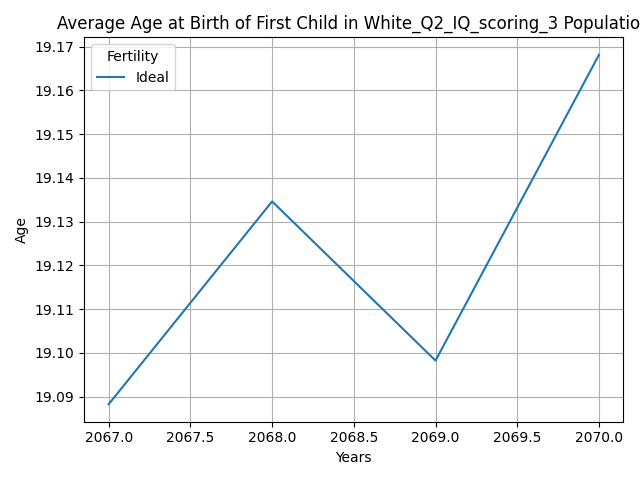 Average Age at Birth of First Child in White_Q2_IQ_scoring_3 Populatio
Fertility
Ideal
19.17
19.16
19.15
19.14
19.13
19.12
19.11
19.10
19.09
Age
2067.0 2067.5 2068.0 2068.5 2069.0 2069.5 2070.0
Years